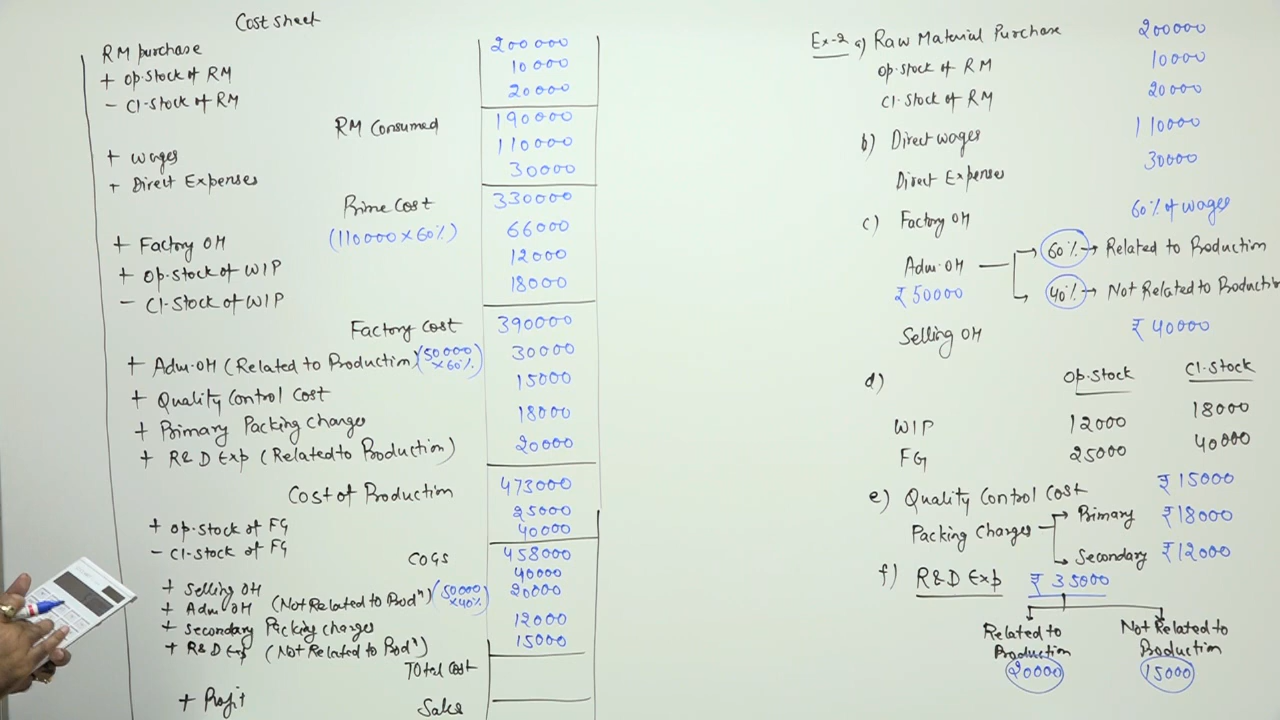 Cost sheet
RM purchase 200000
+ Op. Stock of RM 10000
- Cl. Stock of RM 20000
RM Consumed 190000
+ Wages 110000
+ Direct Expenses 30000
Prime Cost 330000
+ Factory OH (110000 × 60%) 66000
+ Op. Stock of WIP 12000
- Cl. Stock of WIP 18000
Factory Cost 390000
+ Adm. OH (Related to Production) (50000 × 60%) 30000
+ Quality Control Cost 15000
+ Primary Packing Charges 18000
+ R&D Exp (Related to Production) 20000
Cost of Production 473000
+ Op. Stock of FG 25000
- Cl. Stock of FG 40000
COGS 458000
+ Selling OH 40000
+ Adm. OH (Not Related to Prodⁿ) (50000 × 40%) 20000
+ Secondary Packing Charges 12000
+ R&D Exp (Not Related to Prodⁿ) 15000
Total Cost
+ Profit
Sales
Ex-2 a) Raw Material Purchase 200000
Op. Stock of RM 10000
Cl. Stock of RM 20000
b) Direct Wages 110000
Direct Expenses 30000
c) Factory OH 60% of Wages
Adm. OH 60% → Related to Production
₹ 50000 40% → Not Related to Production
Selling OH ₹ 40000
d) Op. Stock Cl. Stock
WIP 12000 18000
FG 25000 40000
e) Quality Control Cost ₹ 15000
Packing Charges → Primary ₹ 18000
→ Secondary ₹ 12000
f) R&D Exp ₹ 35000
Related to Not Related to
Production Production
20000 15000